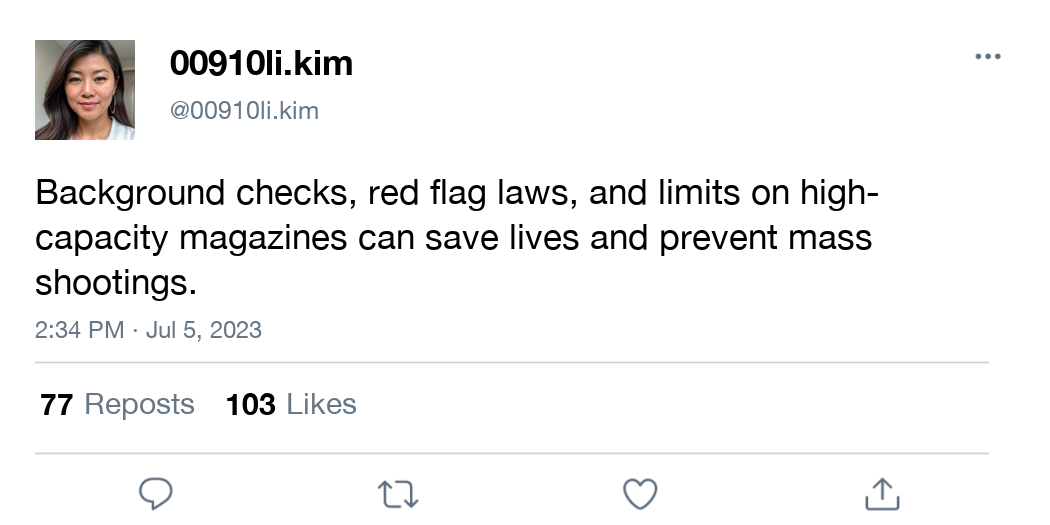 00910li.kim
@00910li.kim
Background checks, red flag laws, and limits on high-
capacity magazines can save lives and prevent mass
shootings.
2:34 PM · Jul 5, 2023
77 Reposts 103 Likes